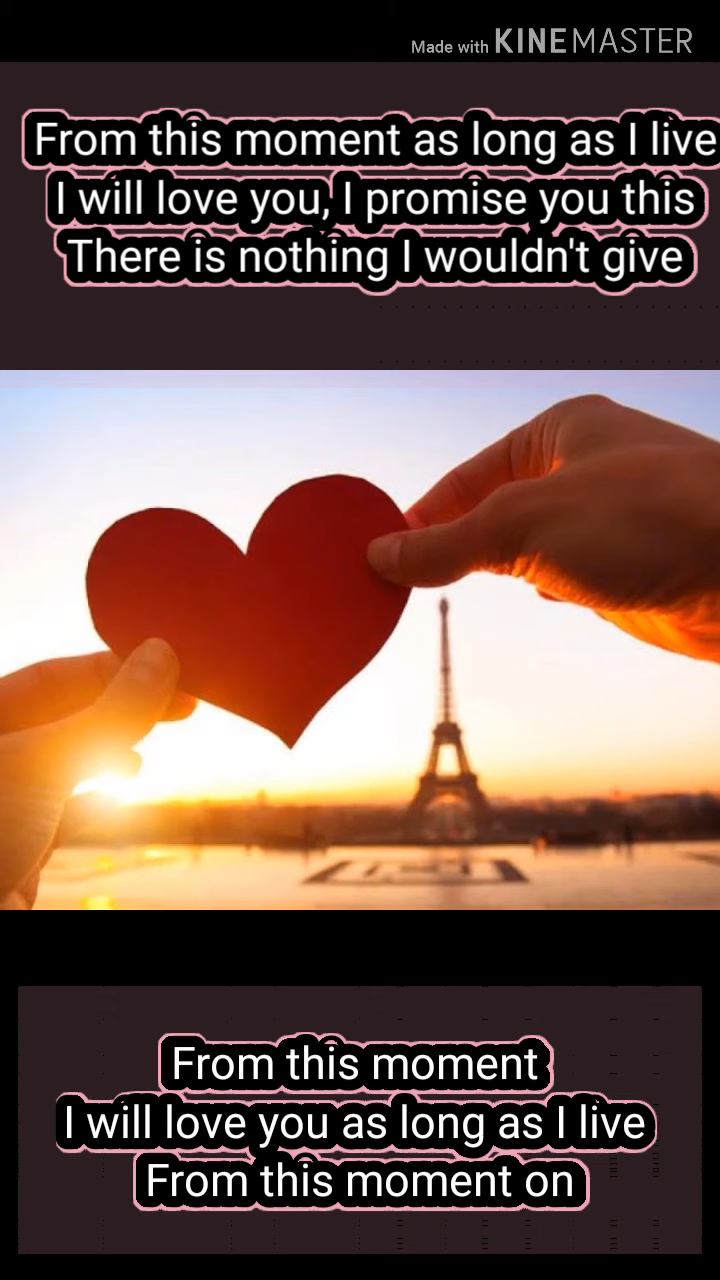 Made with KINEMASTER
From this moment as long as I live
I will love you, I promise you this
There is nothing I wouldn't give
From this moment
I will love you as long as I live
From this moment on